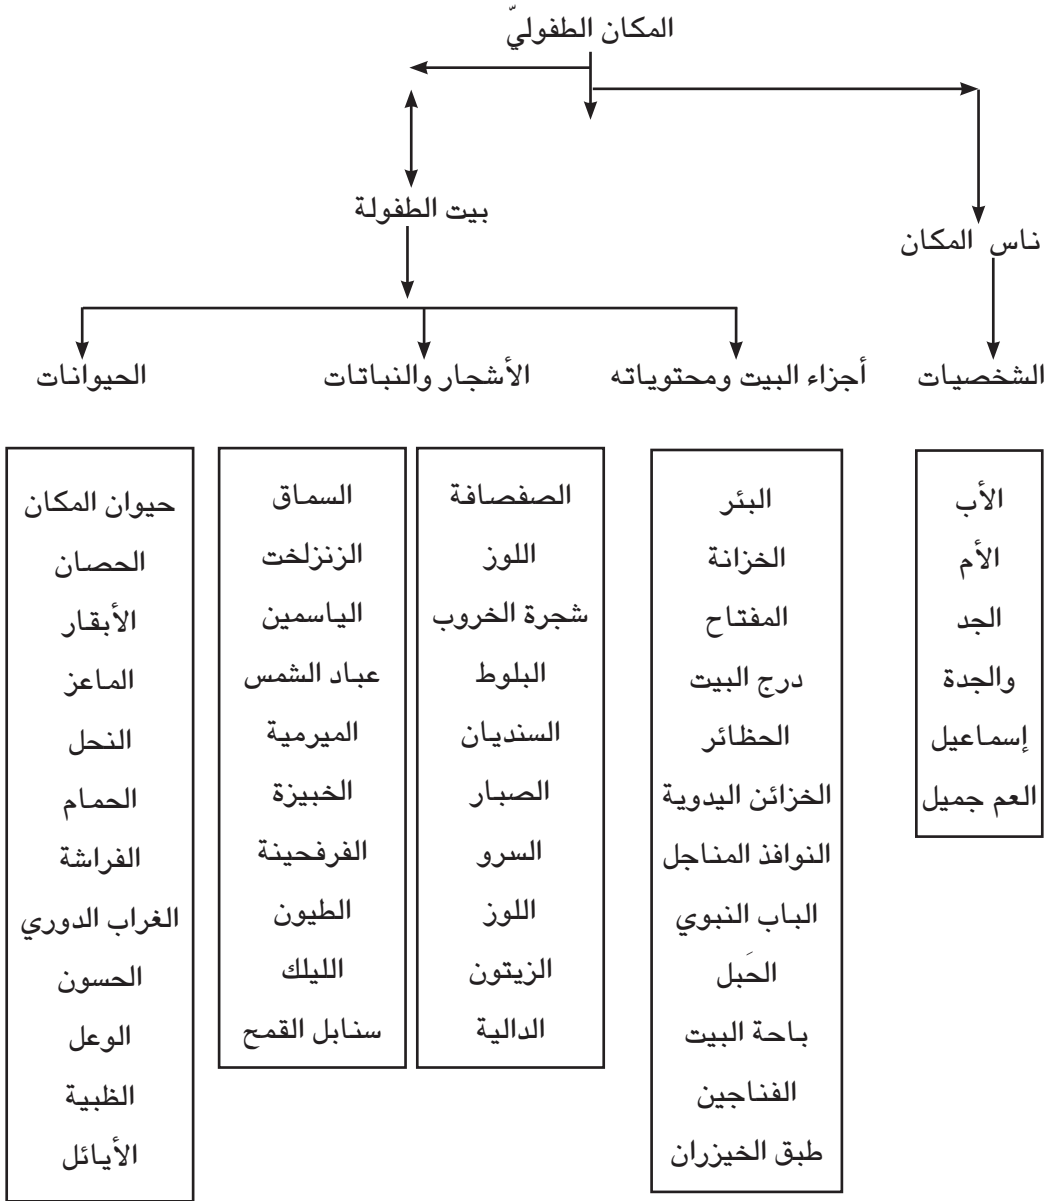 المكان الطفوليّ
بيت الطفولة
ناس المكان
الشخصيات
أجزاء البيت ومحتوياته
الأشجار والنباتات
الحيوانات
الأب
الأم
الجد
والجدة
إسماعيل
العم جميل
البئر
الخزانة
المفتاح
درج البيت
الحظائر
الخزائن اليدوية
النوافذ المناجل
الباب النبوي
الحَبل
باحة البيت
الفناجين
طبق الخيزران
الصفصافة
اللوز
شجرة الخروب
البلوط
السنديان
الصبار
السرو
اللوز
الزيتون
الدالية
السماق
الزنزلخت
الياسمين
عباد الشمس
الميرمية
الخبيزة
الفرفحينة
الطيون
الليلك
سنابل القمح
حيوان المكان
الحصان
الأبقار
الماعز
النحل
الحمام
الفراشة
الغراب الدوري
الحسون
الوعل
الظبية
الأيائل